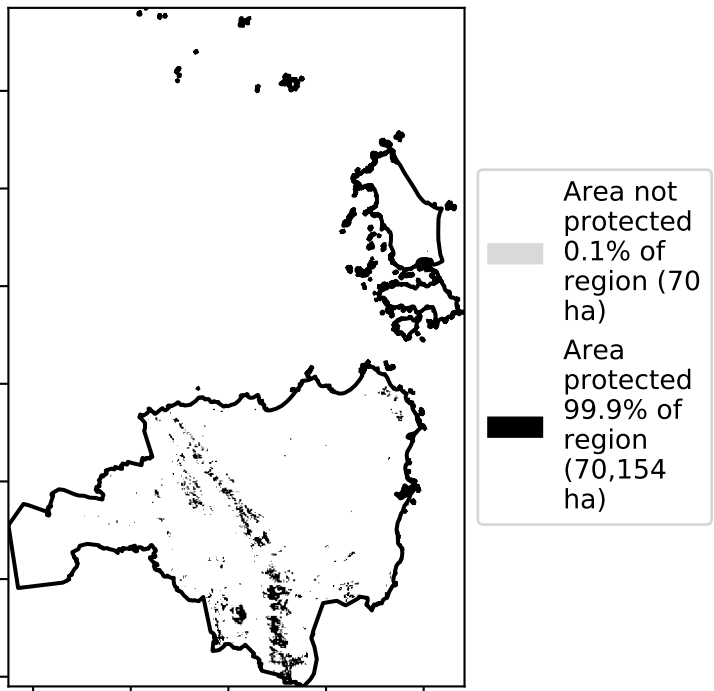 Area not
protected
0.1% of
region (70
ha)
Area
protected
99.9% of
region
(70,154
ha)